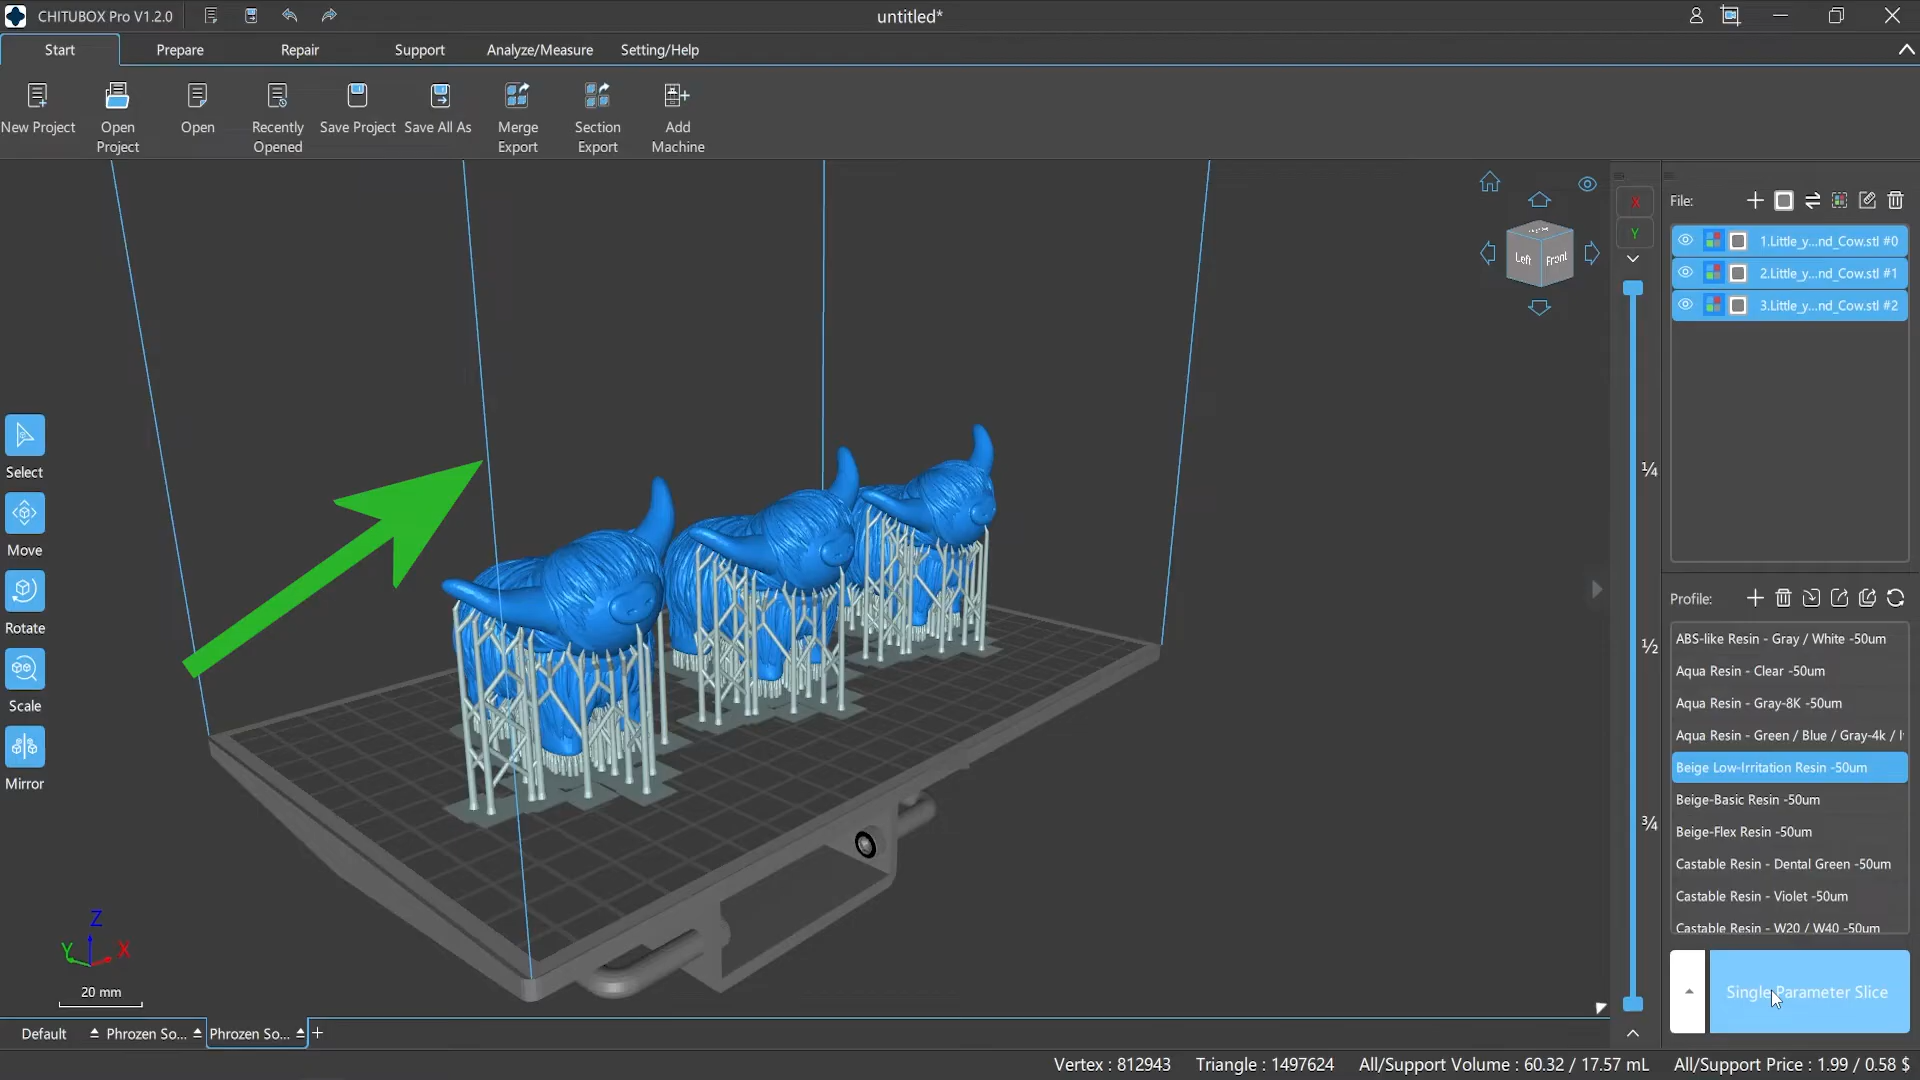 CHITUBOX Pro V1.2.0
untitled*
Start
Prepare
Repair
Support
Analyze/Measure
Setting/Help
New Project
Open Project
Open
Recently Opened
Save Project
Save All As
Merge Export
Section Export
Add Machine
Select
Move
Rotate
Scale
Mirror
Left
Front
X
Y
¼
½
¾
File:
1.Little_y...nd_Cow.stl #0
2.Little_y...nd_Cow.stl #1
3.Little_y...nd_Cow.stl #2
Profile:
ABS-like Resin - Gray / White -50um
Aqua Resin - Clear -50um
Aqua Resin - Gray-8K -50um
Aqua Resin - Green / Blue / Gray-4k / I
Beige Low-Irritation Resin -50um
Beige-Basic Resin -50um
Beige-Flex Resin -50um
Castable Resin - Dental Green -50um
Castable Resin - Violet -50um
Castable Resin - W20 / W40 -50um
Single Parameter Slice
Z
Y
X
20 mm
Default
Phrozen So...
Phrozen So...
Vertex : 812943
Triangle : 1497624
All/Support Volume : 60.32 / 17.57 mL
All/Support Price : 1.99 / 0.58 $